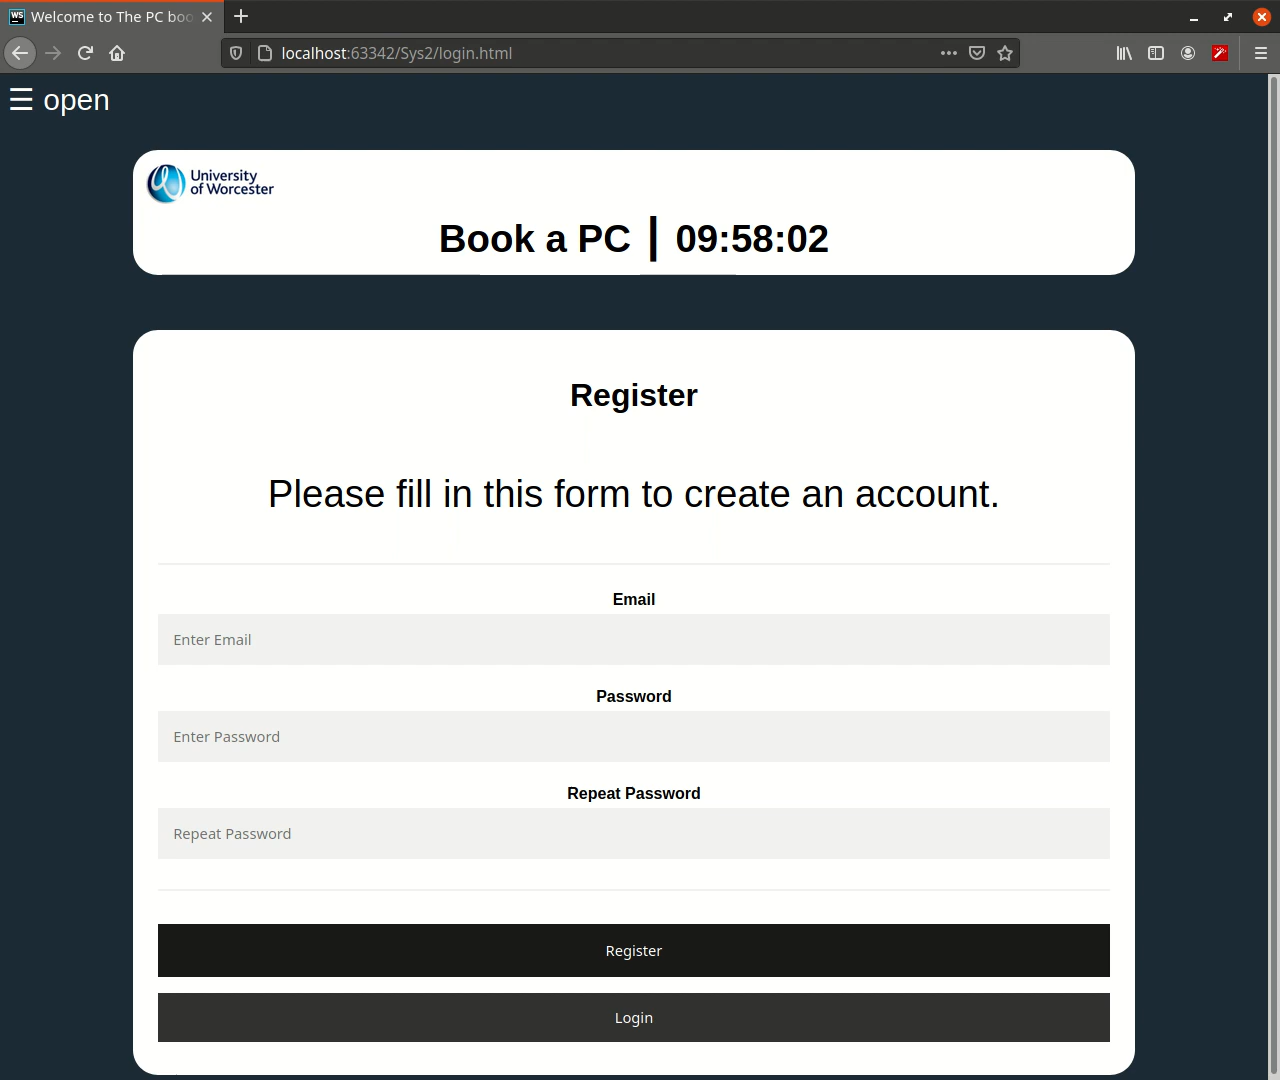 WS Welcome to The PC boo
localhost:63342/Sys2/login.html
☰ open
University
of Worcester
Book a PC | 09:58:02
Register
Please fill in this form to create an account.
Email
Enter Email
Password
Enter Password
Repeat Password
Repeat Password
Register
Login